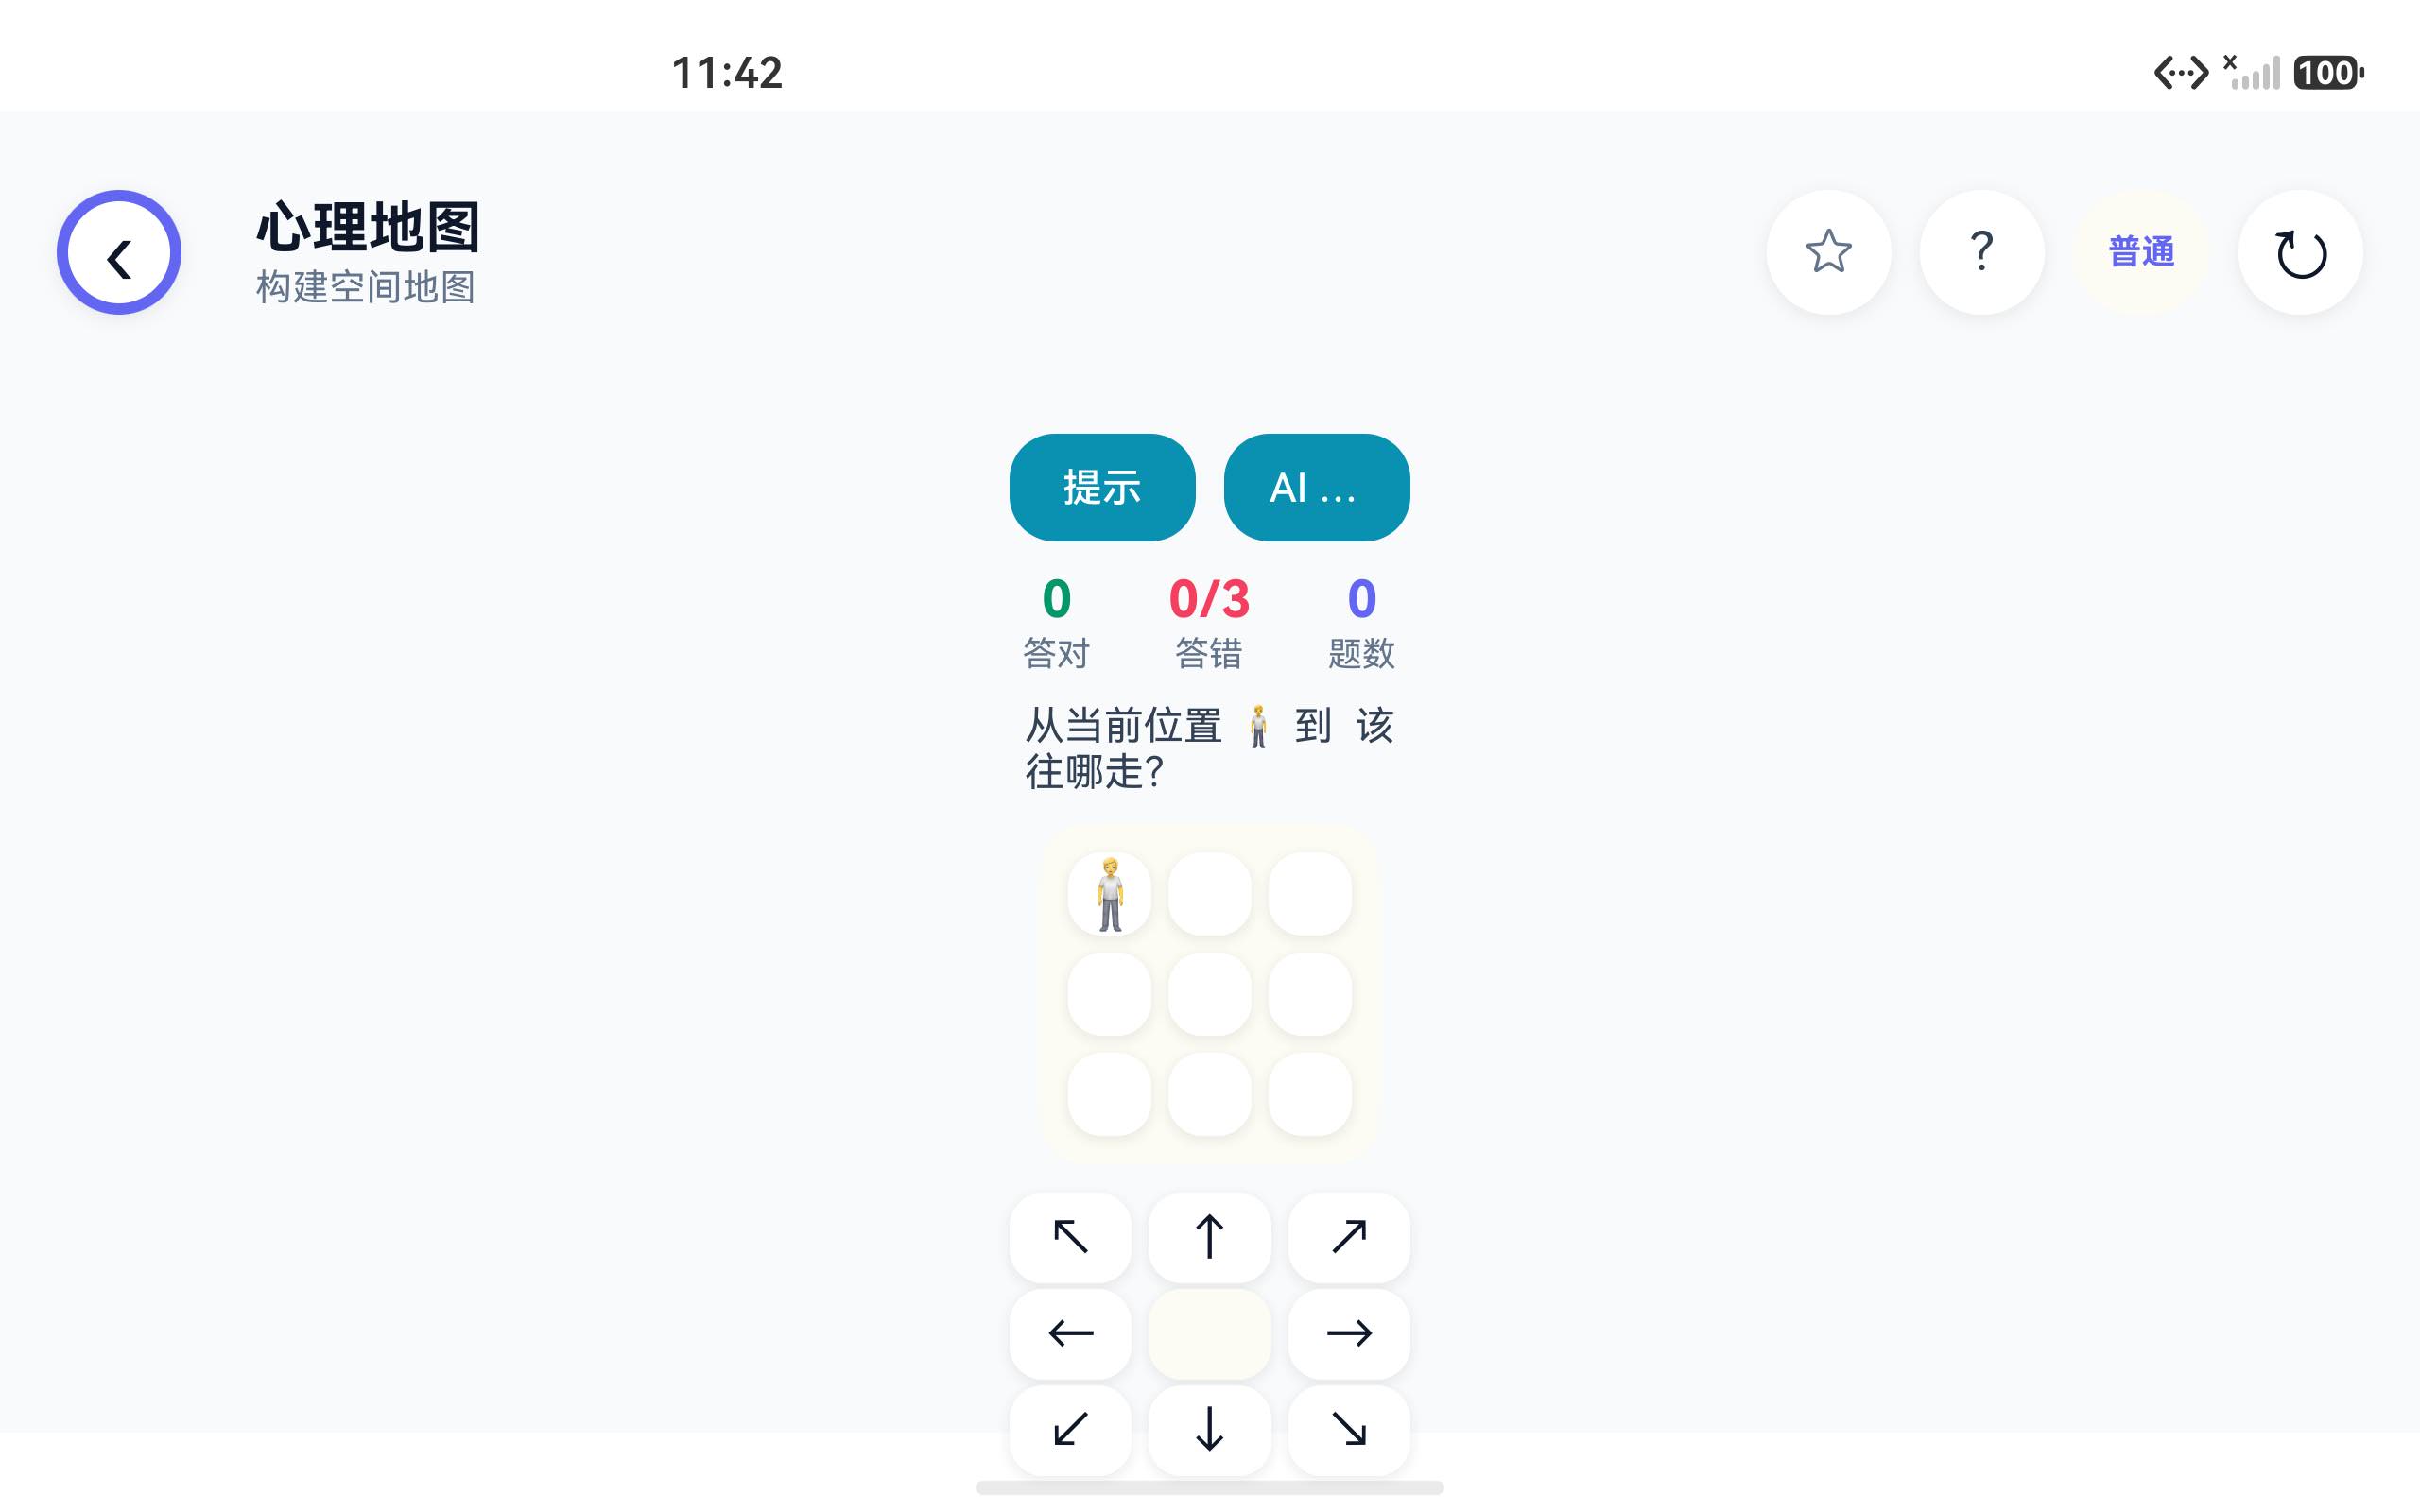 11:42
100
心理地图
构建空间地图
?
普通
提示
AI ...
0
0/3
0
答对
答错
题数
从当前位置 🧍 到 该
往哪走？
↖ ↑ ↗
← →
↙ ↓ ↘